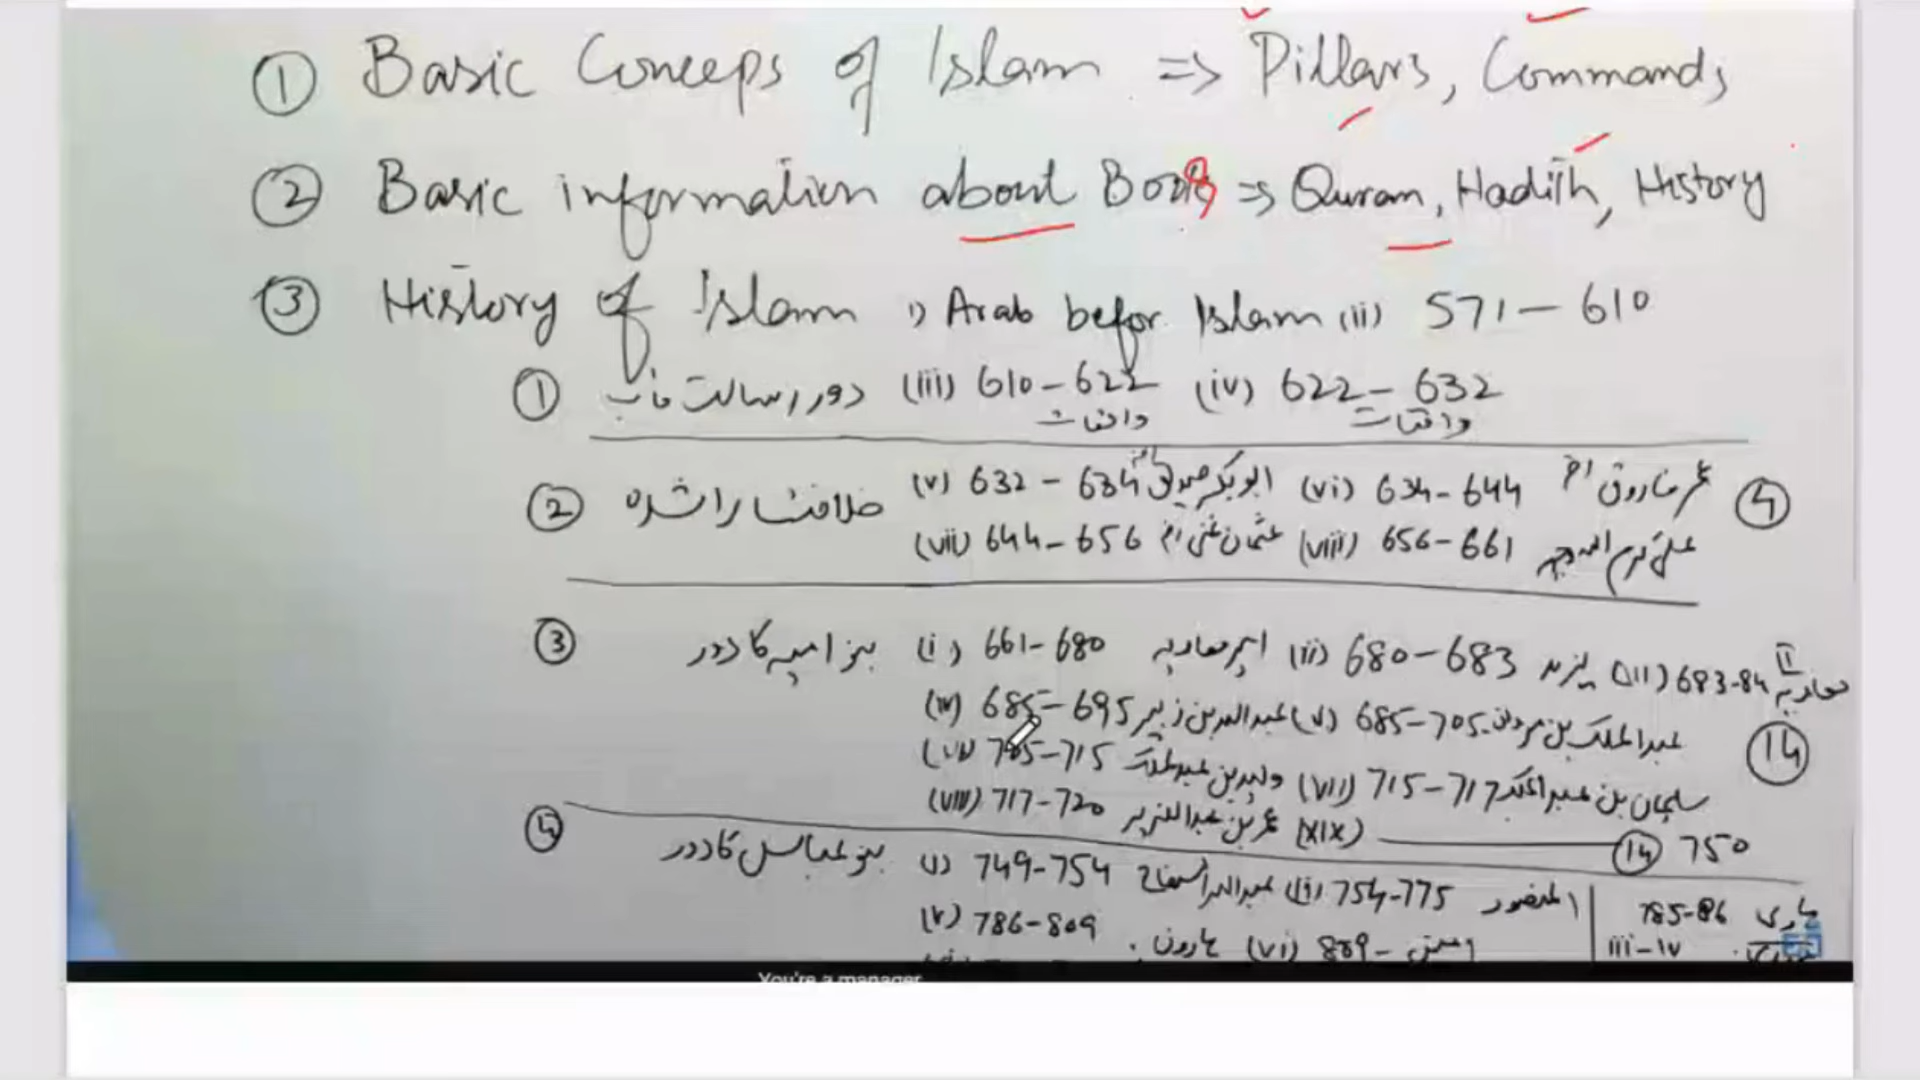 ① Basic Conceps of Islam => Pillars, Commands
② Basic information about Books => Quran, Hadith, History
③ History of Islam i) Arab befor Islam (ii) 571 – 610
① دور رسالت مآب (iii) 610 – 622 (iv) 622 – 632
واقعات واقعات
② خلافت راشدہ (v) 632 – 634 ابوبکر صدیق (vi) 634-644 عمر فاروق ④
(vii) 644 – 656 عثمان غنی (viii) 656-661 علی کرم اللہ وجہہ
③ بنو امیہ کا دور (i) 661-680 امیر معاویہ (ii) 680-683 یزید (iii) 683-84 معاویہ II
(iv) 685-695 عبداللہ بن زبیر (v) 685-705 عبدالملک بن مروان ⑭
(vi) 705-715 ولید بن عبدالملک (vii) 715-717 سلیمان بن عبدالملک
(viii) 717-720 عمر بن عبدالعزیز (xix) ⑭ 750
④ بنو عباس کا دور (i) 749-754 عبداللہ السفاح (ii) 754-775 المنصور 785-86 ہادی
(v) 786-809 ہارون (vi) 809 – امین iii-iv
You're a manager